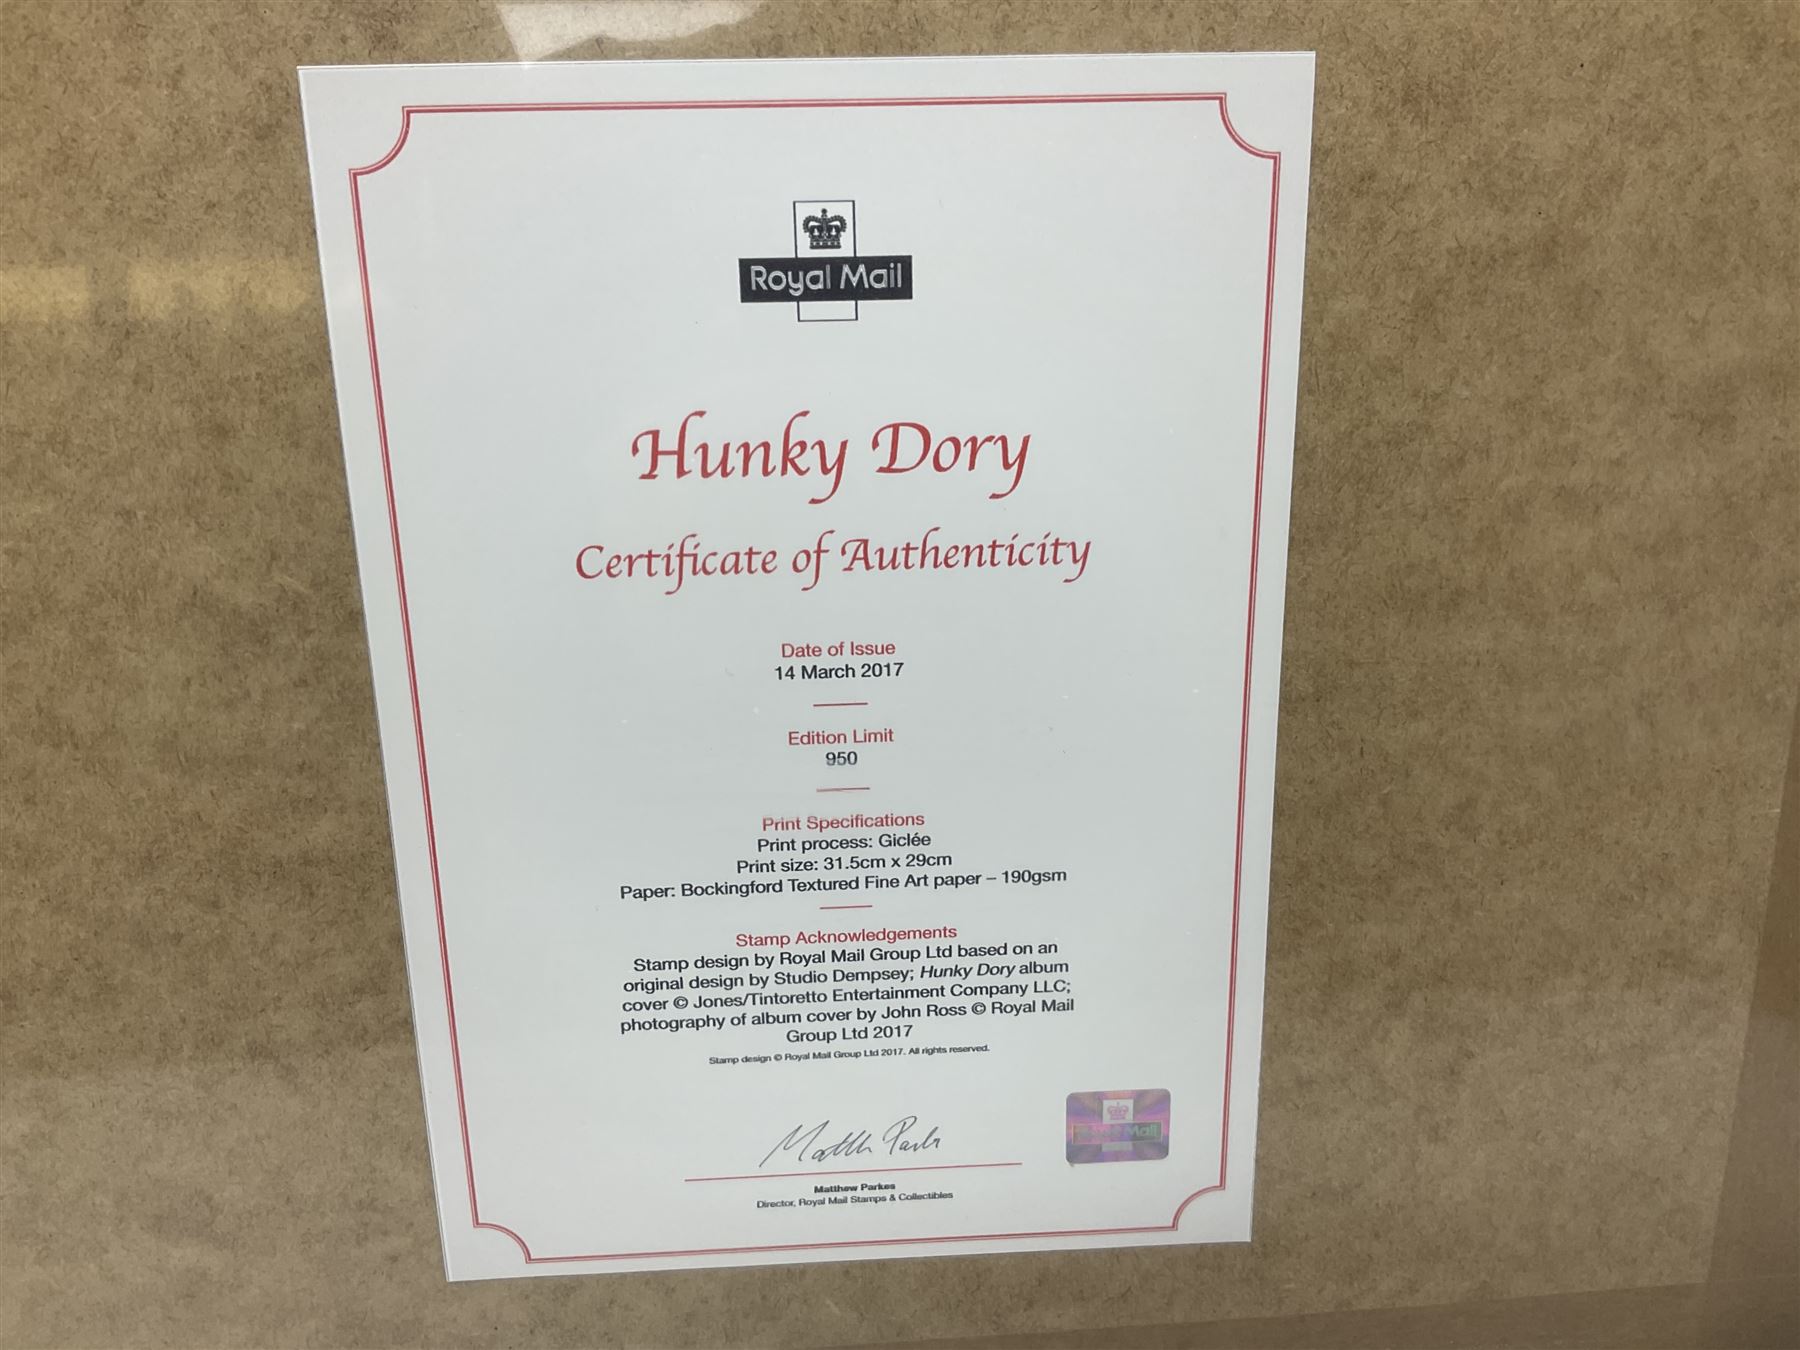 Royal Mail
Hunky Dory
Certificate of Authenticity
Date of Issue
14 March 2017
Edition Limit
950
Print Specifications
Print process: Giclée
Print size: 31.5cm x 29cm
Paper: Bockingford Textured Fine Art paper – 190gsm
Stamp Acknowledgements
Stamp design by Royal Mail Group Ltd based on an
original design by Studio Dempsey; Hunky Dory album
cover © Jones/Tintoretto Entertainment Company LLC;
photography of album cover by John Ross © Royal Mail
Group Ltd 2017
Stamp design © Royal Mail Group Ltd 2017. All rights reserved.
Matthew Parkes
Director, Royal Mail Stamps & Collectibles
Royal Mail